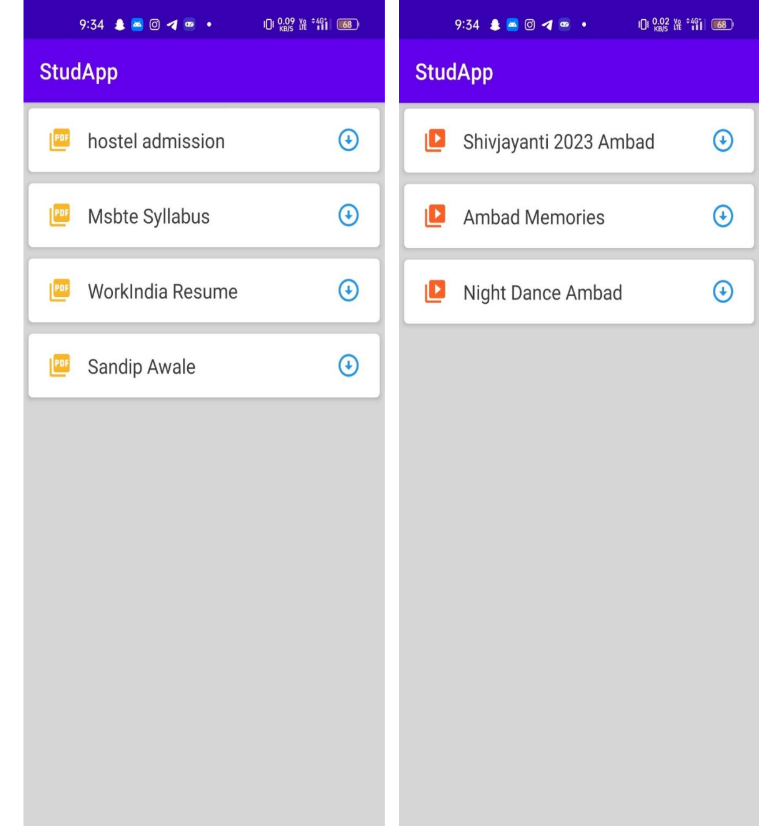 9:34 0.09 KB/S Vo LTE 4G 68
StudApp
PDF hostel admission
PDF Msbte Syllabus
PDF WorkIndia Resume
PDF Sandip Awale
9:34 0.02 KB/S Vo LTE 4G 68
StudApp
Shivjayanti 2023 Ambad
Ambad Memories
Night Dance Ambad